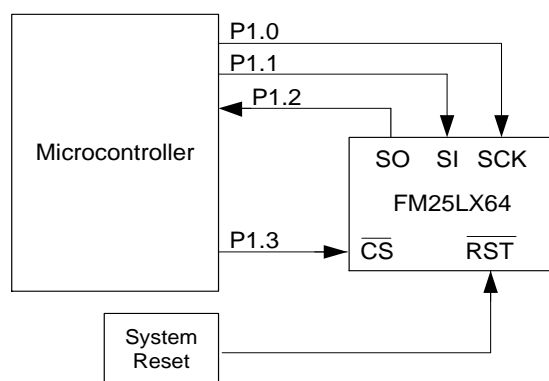 P1.0
P1.1
P1.2
Microcontroller
SO SI SCK
FM25LX64
P1.3
CS RST
System
Reset